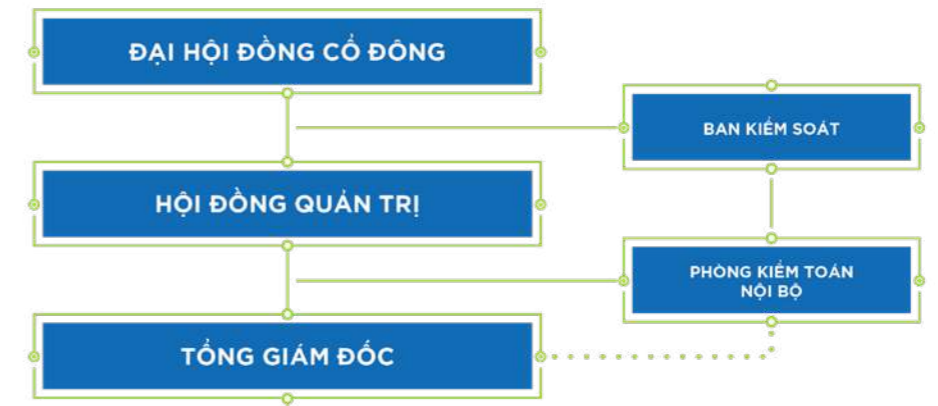 ĐẠI HỘI ĐỒNG CỔ ĐÔNG
BAN KIỂM SOÁT
HỘI ĐỒNG QUẢN TRỊ
PHÒNG KIỂM TOÁN
NỘI BỘ
TỔNG GIÁM ĐỐC